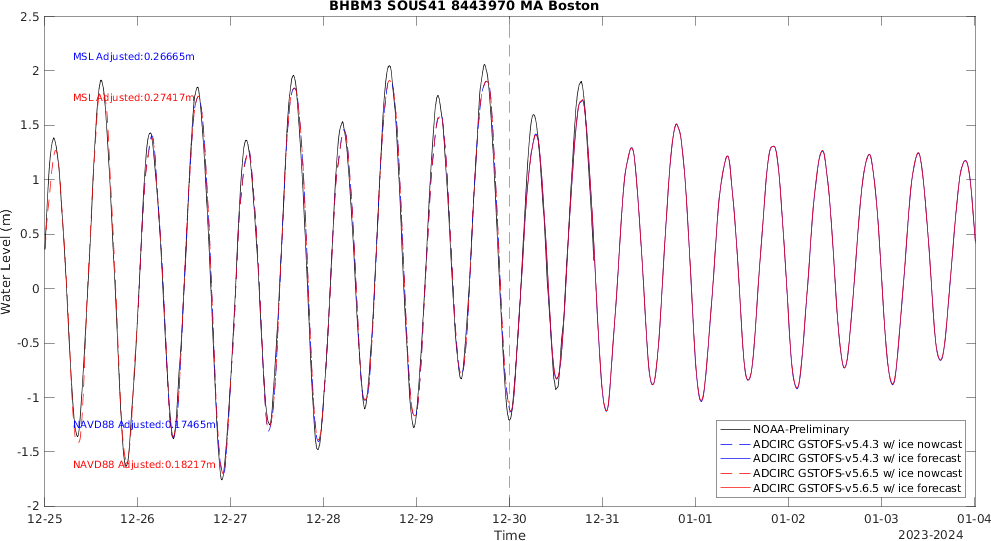 BHBM3 SOUS41 8443970 MA Boston
2.5
2
1.5
1
0.5
0
-0.5
-1
-1.5
-2
Water Level (m)
MSL Adjusted:0.26665m
MSL Adjusted:0.27417m
NAVD88 Adjusted:0.17465m
NAVD88 Adjusted:0.18217m
NOAA-Preliminary
ADCIRC GSTOFS-v5.4.3 w/ ice nowcast
ADCIRC GSTOFS-v5.4.3 w/ ice forecast
ADCIRC GSTOFS-v5.6.5 w/ ice nowcast
ADCIRC GSTOFS-v5.6.5 w/ ice forecast
12-25 12-26 12-27 12-28 12-29 12-30 12-31 01-01 01-02 01-03 01-04
Time
2023-2024